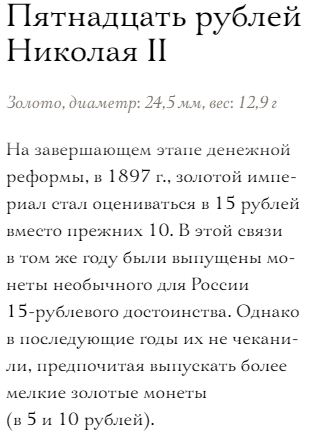 Пятнадцать рублей
Николая II
Золото, диаметр: 24,5 мм, вес: 12,9 г
На завершающем этапе денежной
реформы, в 1897 г., золотой импе-
риал стал оцениваться в 15 рублей
вместо прежних 10. В этой связи
в том же году были выпущены мо-
неты необычного для России
15-рублевого достоинства. Однако
в последующие годы их не чекани-
ли, предпочитая выпускать более
мелкие золотые монеты
(в 5 и 10 рублей).